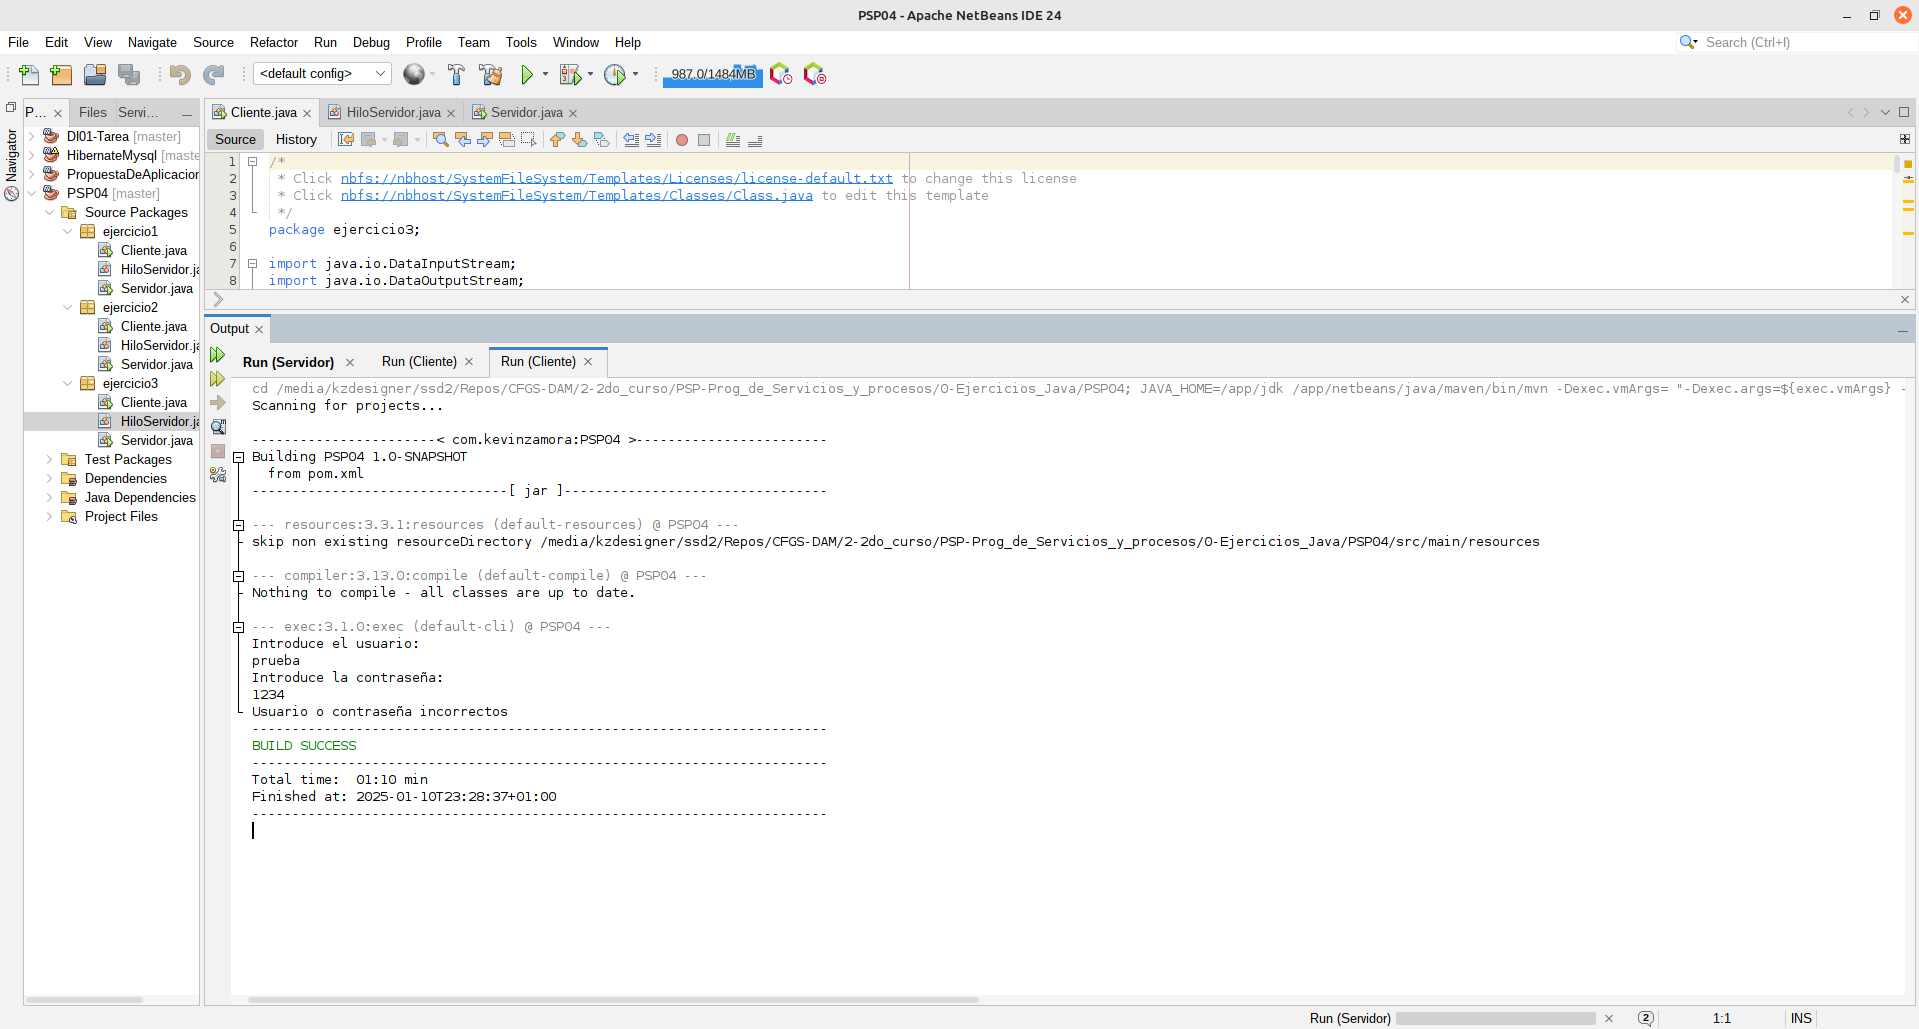 PSP04 - Apache NetBeans IDE 24
File Edit View Navigate Source Refactor Run Debug Profile Team Tools Window Help
Search (Ctrl+I)
<default config>
987.0/1484MB
P... Files Servi...
Navigator
DI01-Tarea [master]
HibernateMysql [maste
PropuestaDeAplicacion
PSP04 [master]
Source Packages
ejercicio1
Cliente.java
HiloServidor.ja
Servidor.java
ejercicio2
Cliente.java
HiloServidor.ja
Servidor.java
ejercicio3
Cliente.java
HiloServidor.ja
Servidor.java
Test Packages
Dependencies
Java Dependencies
Project Files
Cliente.java HiloServidor.java Servidor.java
Source History
1 /*
2 * Click nbfs://nbhost/SystemFileSystem/Templates/Licenses/license-default.txt to change this license
3 * Click nbfs://nbhost/SystemFileSystem/Templates/Classes/Class.java to edit this template
4 */
5 package ejercicio3;
6
7 import java.io.DataInputStream;
8 import java.io.DataOutputStream;
Output
Run (Servidor) Run (Cliente) Run (Cliente)
cd /media/kzdesigner/ssd2/Repos/CFGS-DAM/2-2do_curso/PSP-Prog_de_Servicios_y_procesos/0-Ejercicios_Java/PSP04; JAVA_HOME=/app/jdk /app/netbeans/java/maven/bin/mvn -Dexec.vmArgs= "-Dexec.args=${exec.vmArgs} -
Scanning for projects...
-----------------------< com.kevinzamora:PSP04 >------------------------
Building PSP04 1.0-SNAPSHOT
from pom.xml
--------------------------------[ jar ]---------------------------------
--- resources:3.3.1:resources (default-resources) @ PSP04 ---
skip non existing resourceDirectory /media/kzdesigner/ssd2/Repos/CFGS-DAM/2-2do_curso/PSP-Prog_de_Servicios_y_procesos/0-Ejercicios_Java/PSP04/src/main/resources
--- compiler:3.13.0:compile (default-compile) @ PSP04 ---
Nothing to compile - all classes are up to date.
--- exec:3.1.0:exec (default-cli) @ PSP04 ---
Introduce el usuario:
prueba
Introduce la contraseña:
1234
Usuario o contraseña incorrectos
------------------------------------------------------------------------
BUILD SUCCESS
------------------------------------------------------------------------
Total time:  01:10 min
Finished at: 2025-01-10T23:28:37+01:00
------------------------------------------------------------------------
Run (Servidor) 2 1:1 INS